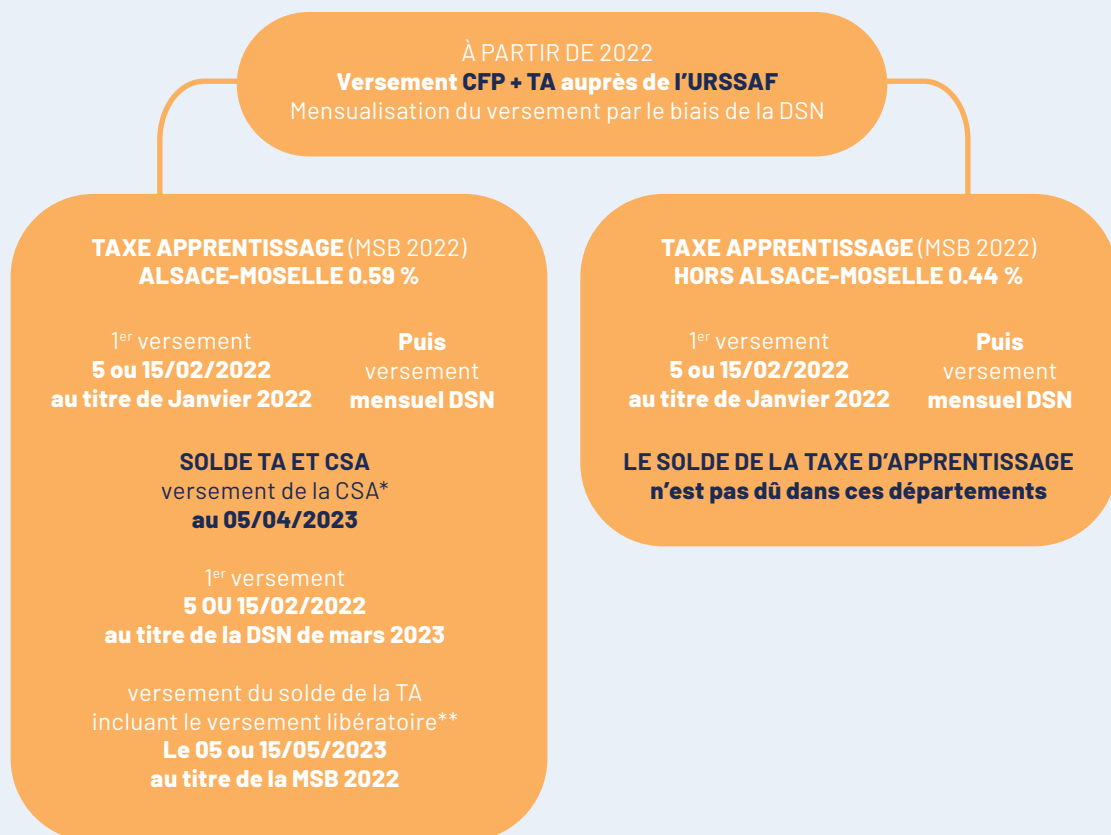 À PARTIR DE 2022
Versement CFP + TA auprès de l'URSSAF
Mensualisation du versement par le biais de la DSN
TAXE APPRENTISSAGE (MSB 2022)
ALSACE-MOSELLE 0.59 %
1er versement
5 ou 15/02/2022
au titre de Janvier 2022
Puis
versement
mensuel DSN
SOLDE TA ET CSA
versement de la CSA*
au 05/04/2023
1er versement
5 OU 15/02/2022
au titre de la DSN de mars 2023
versement du solde de la TA
incluant le versement libératoire**
Le 05 ou 15/05/2023
au titre de la MSB 2022
TAXE APPRENTISSAGE (MSB 2022)
HORS ALSACE-MOSELLE 0.44 %
1er versement
5 ou 15/02/2022
au titre de Janvier 2022
Puis
versement
mensuel DSN
LE SOLDE DE LA TAXE D'APPRENTISSAGE
n'est pas dû dans ces départements